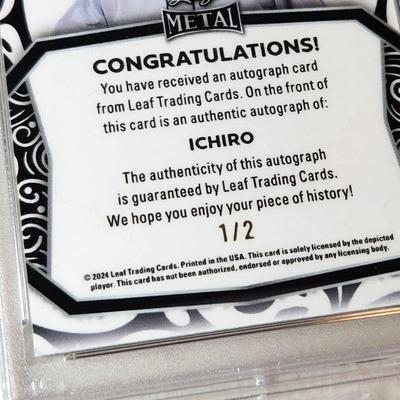 METAL
CONGRATULATIONS!
You have received an autograph card
from Leaf Trading Cards. On the front of
this card is an authentic autograph of:
ICHIRO
The authenticity of this autograph
is guaranteed by Leaf Trading Cards.
We hope you enjoy your piece of history!
1/2
© 2024 Leaf Trading Cards. Printed in the USA. This card is solely licensed by the depicted
player. This card has not been authorized, endorsed or approved by any licensing body.